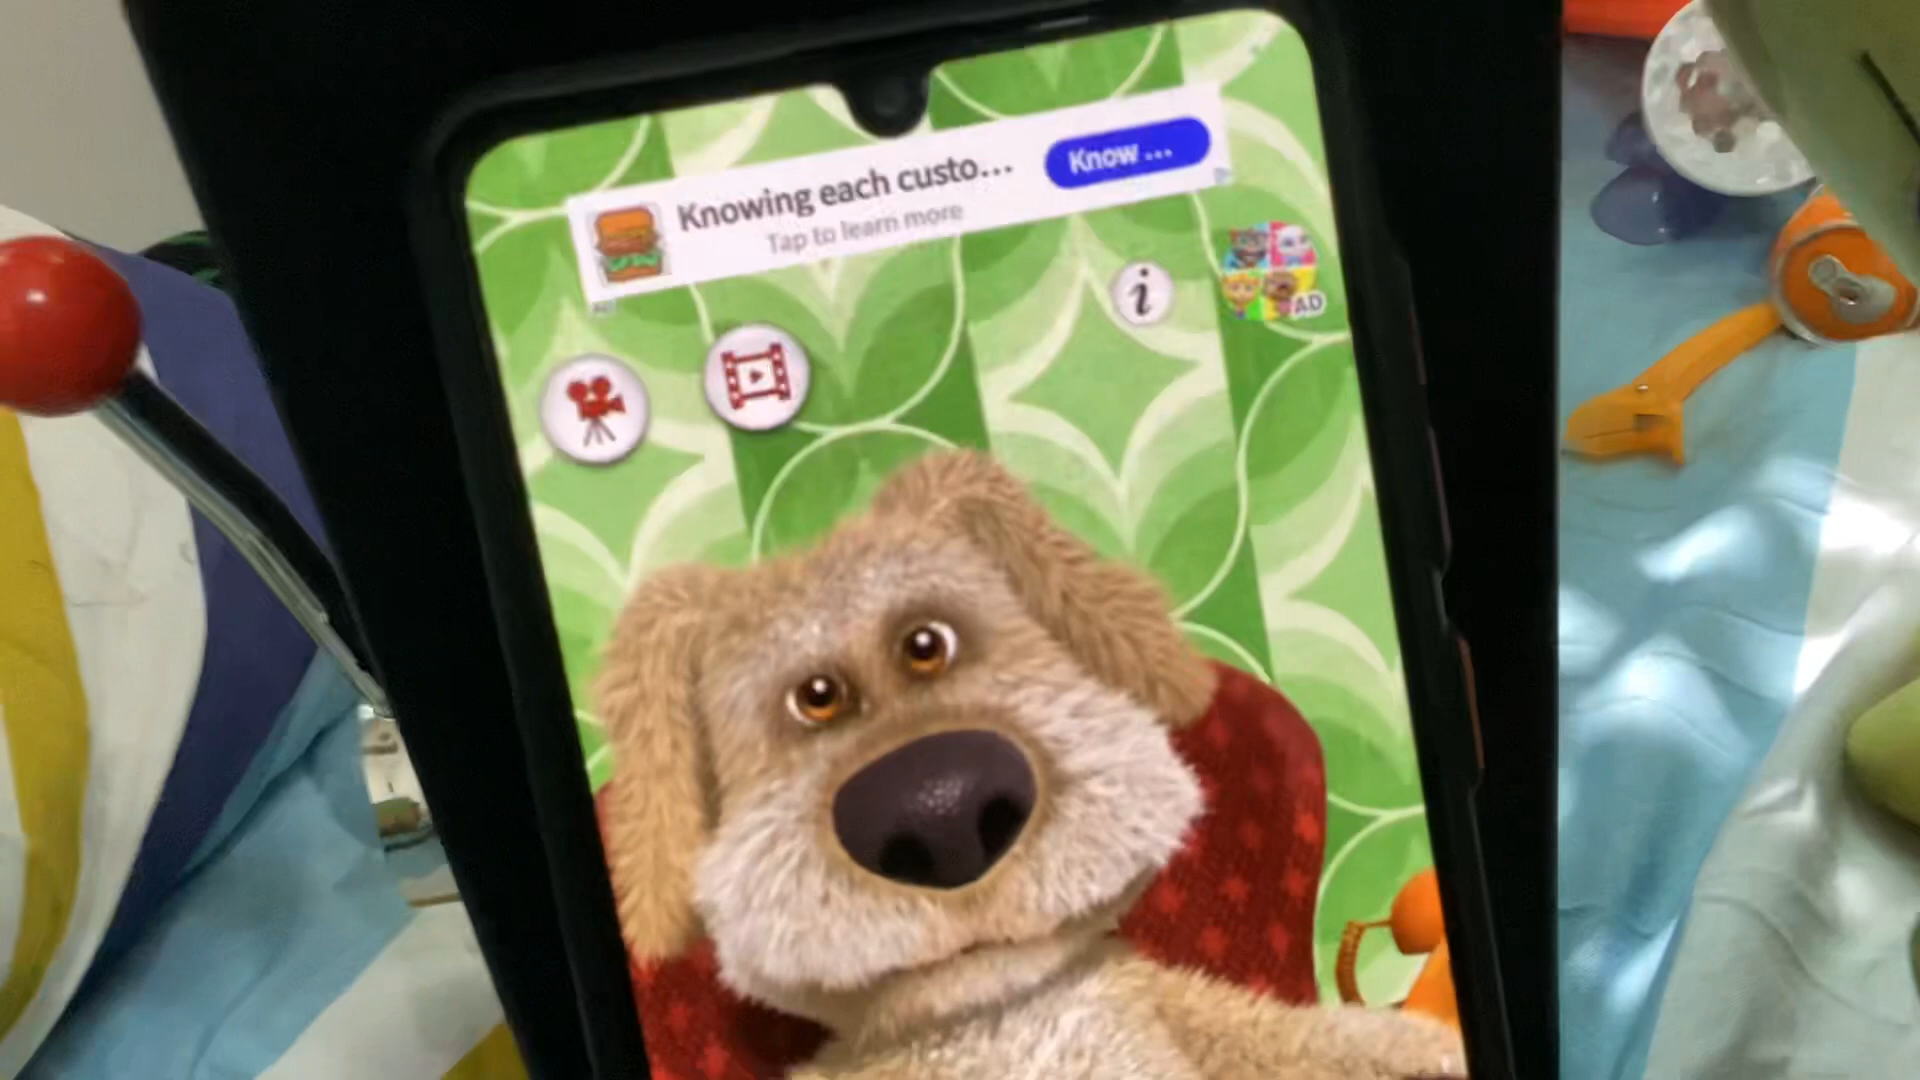 Knowing each custo...
Know ...
Tap to learn more
i
AD